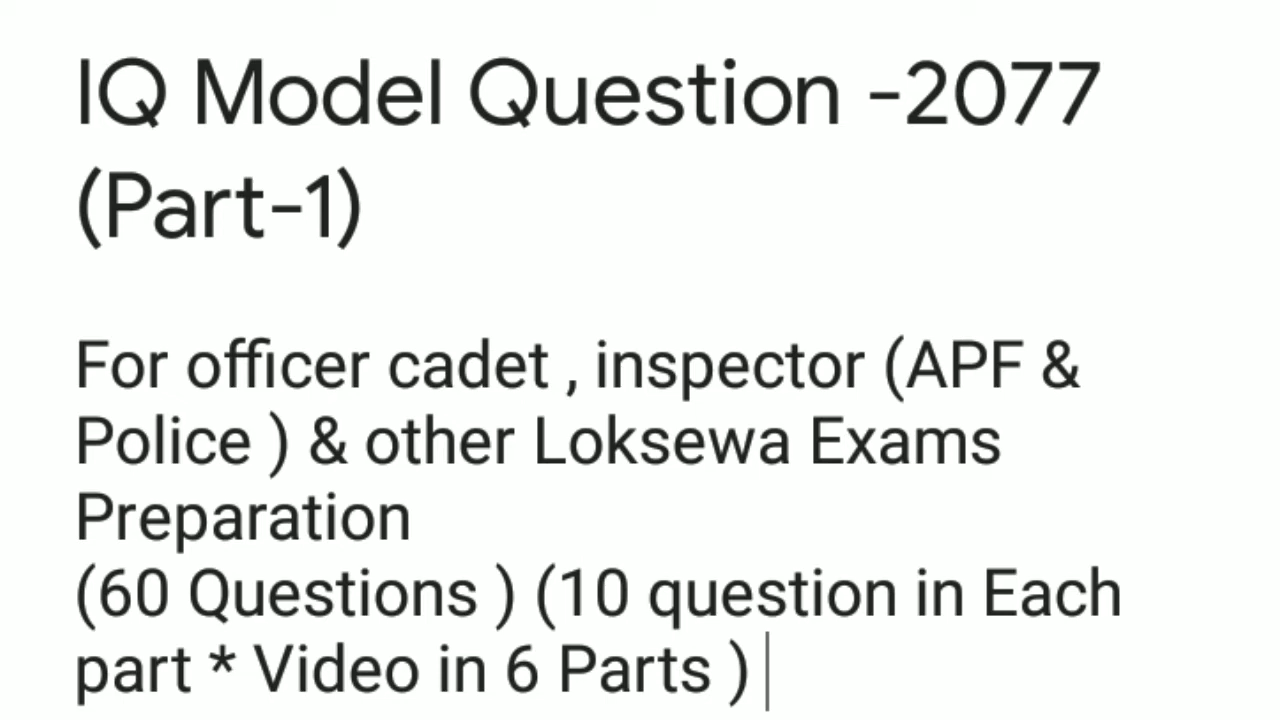 IQ Model Question -2077
(Part-1)
For officer cadet , inspector (APF &
Police ) & other Loksewa Exams
Preparation
(60 Questions ) (10 question in Each
part * Video in 6 Parts )